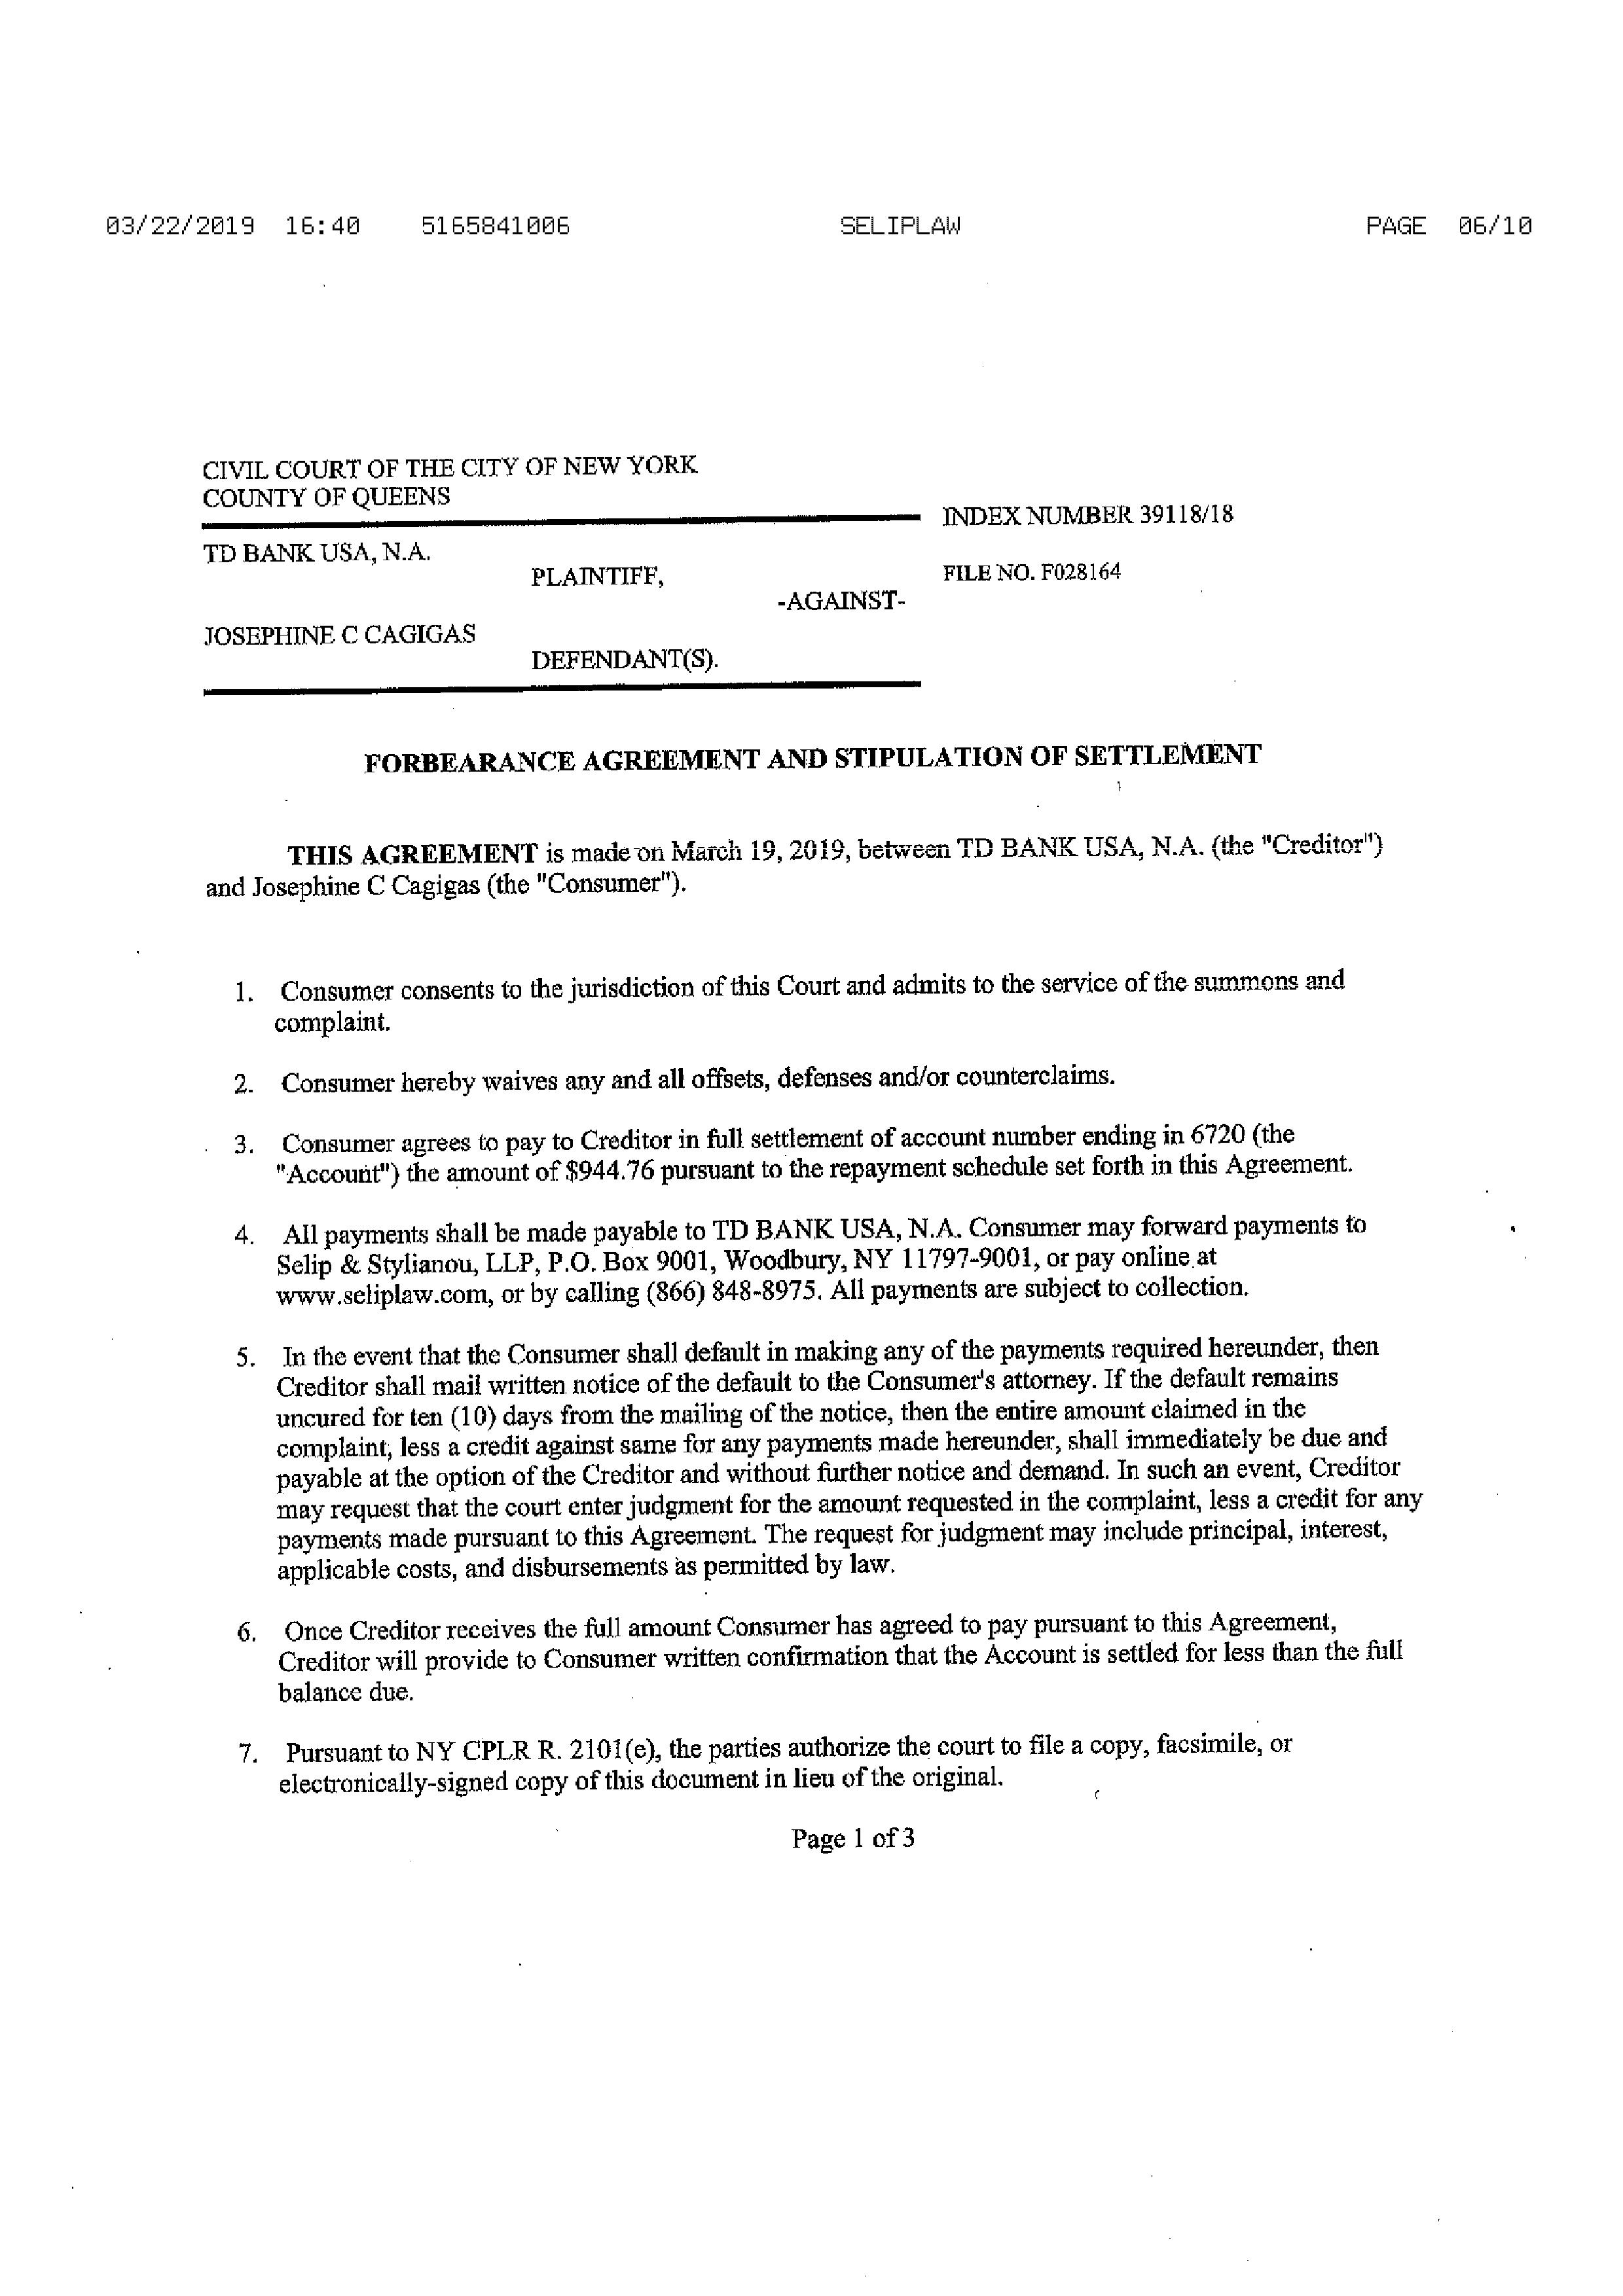 03/22/2019 16:40 5165841006 SELIPLAW PAGE 06/10
CIVIL COURT OF THE CITY OF NEW YORK
COUNTY OF QUEENS
INDEX NUMBER 39118/18
TD BANK USA, N.A.
PLAINTIFF,
FILE NO. F028164
-AGAINST-
JOSEPHINE C CAGIGAS
DEFENDANT(S).
FORBEARANCE AGREEMENT AND STIPULATION OF SETTLEMENT
THIS AGREEMENT is made on March 19, 2019, between TD BANK USA, N.A. (the "Creditor")
and Josephine C Cagigas (the "Consumer").
1. Consumer consents to the jurisdiction of this Court and admits to the service of the summons and
complaint.
2. Consumer hereby waives any and all offsets, defenses and/or counterclaims.
3. Consumer agrees to pay to Creditor in full settlement of account number ending in 6720 (the
"Account") the amount of $944.76 pursuant to the repayment schedule set forth in this Agreement.
4. All payments shall be made payable to TD BANK USA, N.A. Consumer may forward payments to
Selip & Stylianou, LLP, P.O. Box 9001, Woodbury, NY 11797-9001, or pay online at
www.seliplaw.com, or by calling (866) 848-8975. All payments are subject to collection.
5. In the event that the Consumer shall default in making any of the payments required hereunder, then
Creditor shall mail written notice of the default to the Consumer's attorney. If the default remains
uncured for ten (10) days from the mailing of the notice, then the entire amount claimed in the
complaint, less a credit against same for any payments made hereunder, shall immediately be due and
payable at the option of the Creditor and without further notice and demand. In such an event, Creditor
may request that the court enter judgment for the amount requested in the complaint, less a credit for any
payments made pursuant to this Agreement. The request for judgment may include principal, interest,
applicable costs, and disbursements as permitted by law.
6. Once Creditor receives the full amount Consumer has agreed to pay pursuant to this Agreement,
Creditor will provide to Consumer written confirmation that the Account is settled for less than the full
balance due.
7. Pursuant to NY CPLR R. 2101(e), the parties authorize the court to file a copy, facsimile, or
electronically-signed copy of this document in lieu of the original.
Page 1 of 3